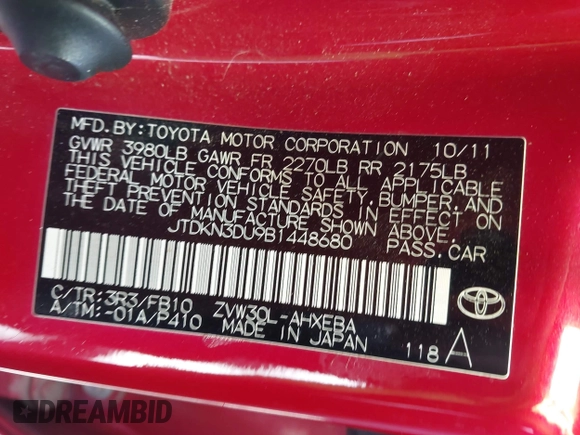 MFD. BY: TOYOTA MOTOR CORPORATION 10/11
GVWR 3980LB GAWR FR 2270LB RR 2175LB
THIS VEHICLE CONFORMS TO ALL APPLICABLE
FEDERAL MOTOR VEHICLE SAFETY, BUMPER, AND
THEFT PREVENTION STANDARDS IN EFFECT ON
THE DATE OF MANUFACTURE SHOWN ABOVE.
JTDKN3DU9B1448680 PASS. CAR
C/TR: 3R3/FB10 ZVW30L-AHXEBA
A/TM: -01A/P410 MADE IN JAPAN
118 A
DREAMBID